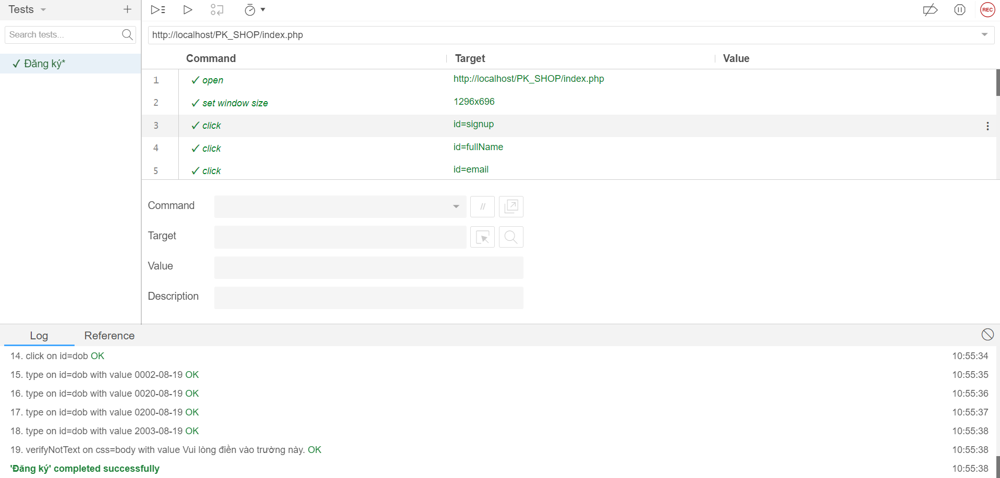 Tests
REC
Search tests...
http://localhost/PK_SHOP/index.php
Command Target Value
✓ Đăng ký*
1 ✓ open http://localhost/PK_SHOP/index.php
2 ✓ set window size 1296x696
3 ✓ click id=signup
4 ✓ click id=fullName
5 ✓ click id=email
Command //
Target
Value
Description
Log Reference
14. click on id=dob OK 10:55:34
15. type on id=dob with value 0002-08-19 OK 10:55:35
16. type on id=dob with value 0020-08-19 OK 10:55:36
17. type on id=dob with value 0200-08-19 OK 10:55:37
18. type on id=dob with value 2003-08-19 OK 10:55:38
19. verifyNotText on css=body with value Vui lòng điền vào trường này. OK 10:55:38
'Đăng ký' completed successfully 10:55:38